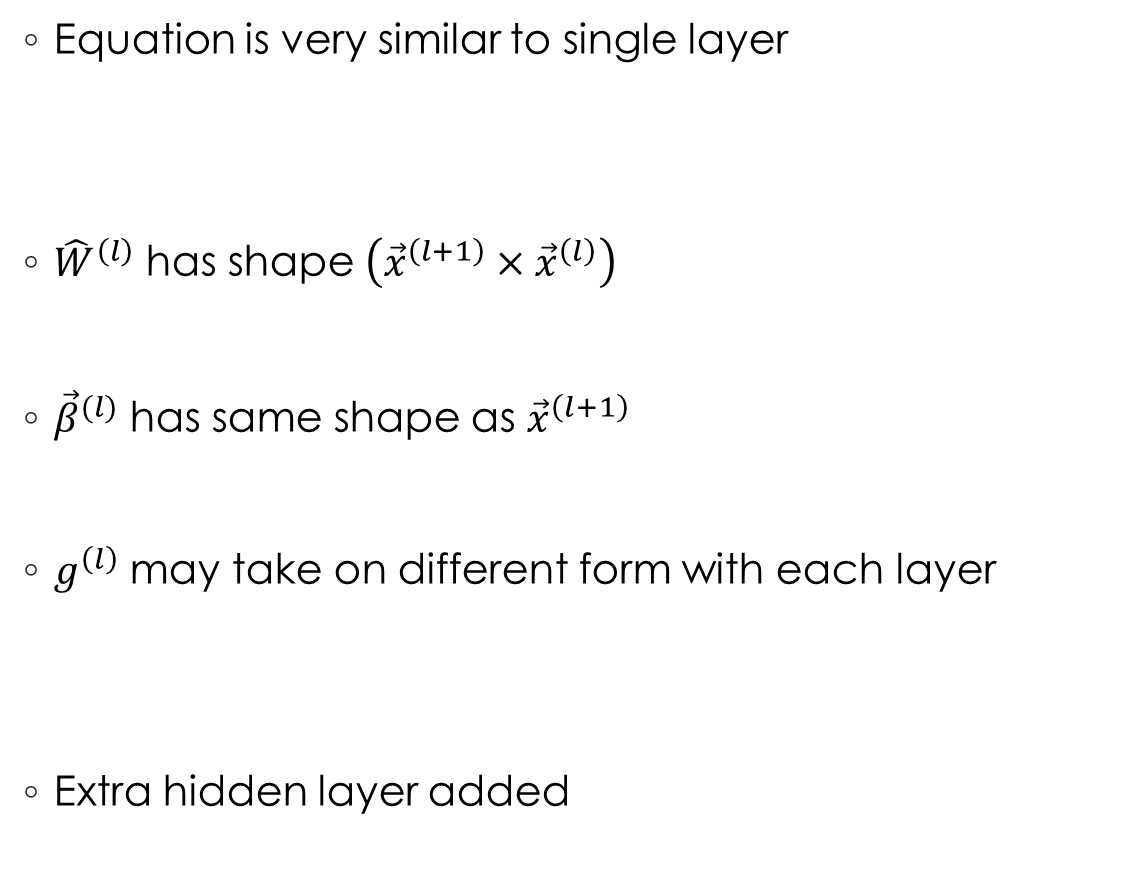 ◦ Equation is very similar to single layer
◦ Ŵ⁽ˡ⁾ has shape (x⃗⁽ˡ⁺¹⁾ × x⃗⁽ˡ⁾)
◦ β⃗⁽ˡ⁾ has same shape as x⃗⁽ˡ⁺¹⁾
◦ g⁽ˡ⁾ may take on different form with each layer
◦ Extra hidden layer added